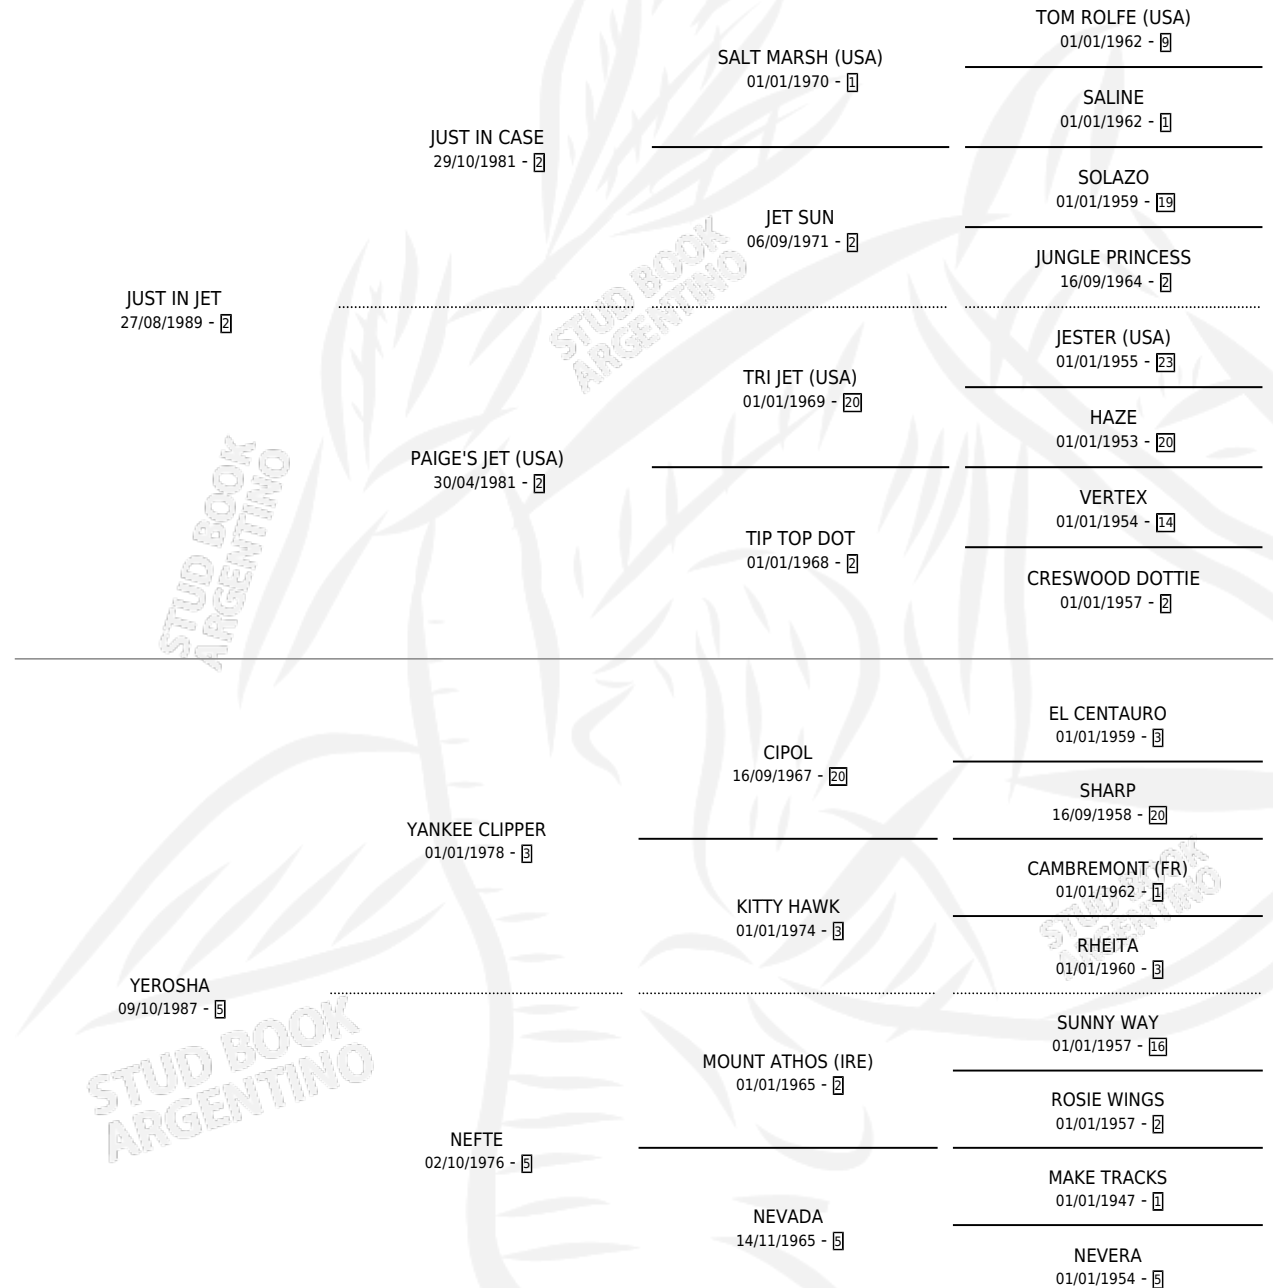 TOM ROLFE (USA)
01/01/1962 - 9
SALT MARSH (USA)
01/01/1970 - 1
SALINE
01/01/1962 - 1
JUST IN CASE
29/10/1981 - 2
SOLAZO
01/01/1959 - 19
JET SUN
06/09/1971 - 2
JUNGLE PRINCESS
16/09/1964 - 2
JUST IN JET
27/08/1989 - 2
JESTER (USA)
01/01/1955 - 23
TRI JET (USA)
01/01/1969 - 20
HAZE
01/01/1953 - 20
PAIGE'S JET (USA)
30/04/1981 - 2
VERTEX
01/01/1954 - 14
TIP TOP DOT
01/01/1968 - 2
CRESWOOD DOTTIE
01/01/1957 - 2
EL CENTAURO
01/01/1959 - 3
CIPOL
16/09/1967 - 20
SHARP
16/09/1958 - 20
YANKEE CLIPPER
01/01/1978 - 3
CAMBREMONT (FR)
01/01/1962 - 1
KITTY HAWK
01/01/1974 - 3
RHEITA
01/01/1960 - 3
YEROSHA
09/10/1987 - 5
SUNNY WAY
01/01/1957 - 16
MOUNT ATHOS (IRE)
01/01/1965 - 2
ROSIE WINGS
01/01/1957 - 2
NEFTE
02/10/1976 - 5
MAKE TRACKS
01/01/1947 - 1
NEVADA
14/11/1965 - 5
NEVERA
01/01/1954 - 5
STUD BOOK
ARGENTINO
STUD BOOK
ARGENTINO
STUD BOOK
ARGENTINO
STUD BOOK
ARGENTINO